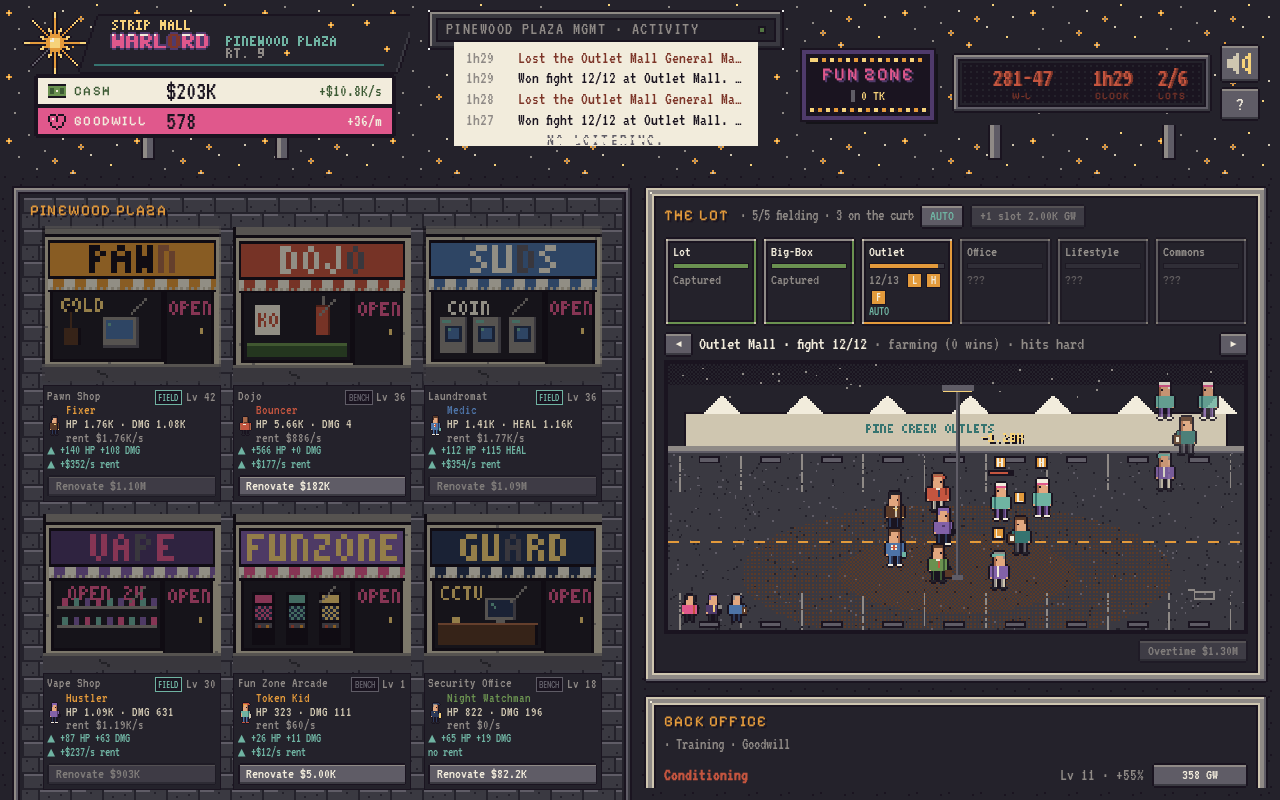 STRIP MALL
WARLORD
PINEWOOD PLAZA
RT. 9
CASH $203K +$10.8K/s
GOODWILL 578 +36/m
PINEWOOD PLAZA MGMT · ACTIVITY
1h29 Lost the Outlet Mall General Ma…
1h29 Won fight 12/12 at Outlet Mall. …
1h28 Lost the Outlet Mall General Ma…
1h27 Won fight 12/12 at Outlet Mall. …
NO LOITERING.
FUN ZONE
0 TK
281-47 1h29 2/6
W-L CLOCK LOTS
?
PINEWOOD PLAZA
PAWN DOJO SUDS
GOLD OPEN KO OPEN COIN OPEN
Pawn Shop FIELD Lv 42
Fixer
HP 1.76K · DMG 1.08K
rent $1.76K/s
▲ +140 HP +108 DMG
▲ +$352/s rent
Renovate $1.10M
Dojo BENCH Lv 36
Bouncer
HP 5.66K · DMG 4
rent $886/s
▲ +566 HP +0 DMG
▲ +$177/s rent
Renovate $182K
Laundromat FIELD Lv 36
Medic
HP 1.41K · HEAL 1.16K
rent $1.77K/s
▲ +112 HP +115 HEAL
▲ +$354/s rent
Renovate $1.09M
VAPE FUNZONE GUARD
OPEN 2K OPEN OPEN CCTV OPEN
Vape Shop FIELD Lv 30
Hustler
HP 1.09K · DMG 631
rent $1.19K/s
▲ +87 HP +63 DMG
▲ +$237/s rent
Renovate $903K
Fun Zone Arcade BENCH Lv 1
Token Kid
HP 323 · DMG 111
rent $60/s
▲ +26 HP +11 DMG
▲ +$12/s rent
Renovate $5.00K
Security Office BENCH Lv 18
Night Watchman
HP 822 · DMG 196
rent $0/s
▲ +65 HP +19 DMG
no rent
Renovate $82.2K
THE LOT · 5/5 fielding · 3 on the curb AUTO +1 slot 2.00K GW
Lot
Captured
Big-Box
Captured
Outlet
12/13 L H
F
AUTO
Office
???
Lifestyle
???
Commons
???
◄ Outlet Mall · fight 12/12 · farming (0 wins) · hits hard ►
PINE CREEK OUTLETS
H H
L
Overtime $1.30M
BACK OFFICE
· Training · Goodwill
Conditioning Lv 11 · +55% 358 GW